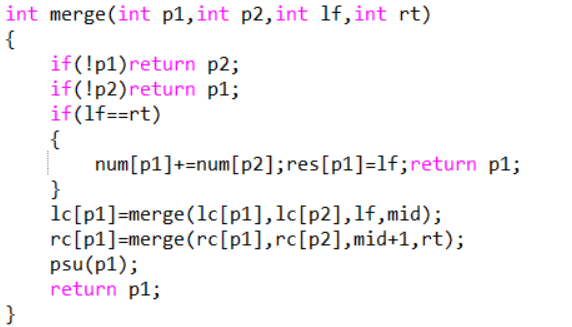 int merge(int p1,int p2,int lf,int rt)
{
    if(!p1)return p2;
    if(!p2)return p1;
    if(lf==rt)
    {
        num[p1]+=num[p2];res[p1]=lf;return p1;
    }
    lc[p1]=merge(lc[p1],lc[p2],lf,mid);
    rc[p1]=merge(rc[p1],rc[p2],mid+1,rt);
    psu(p1);
    return p1;
}